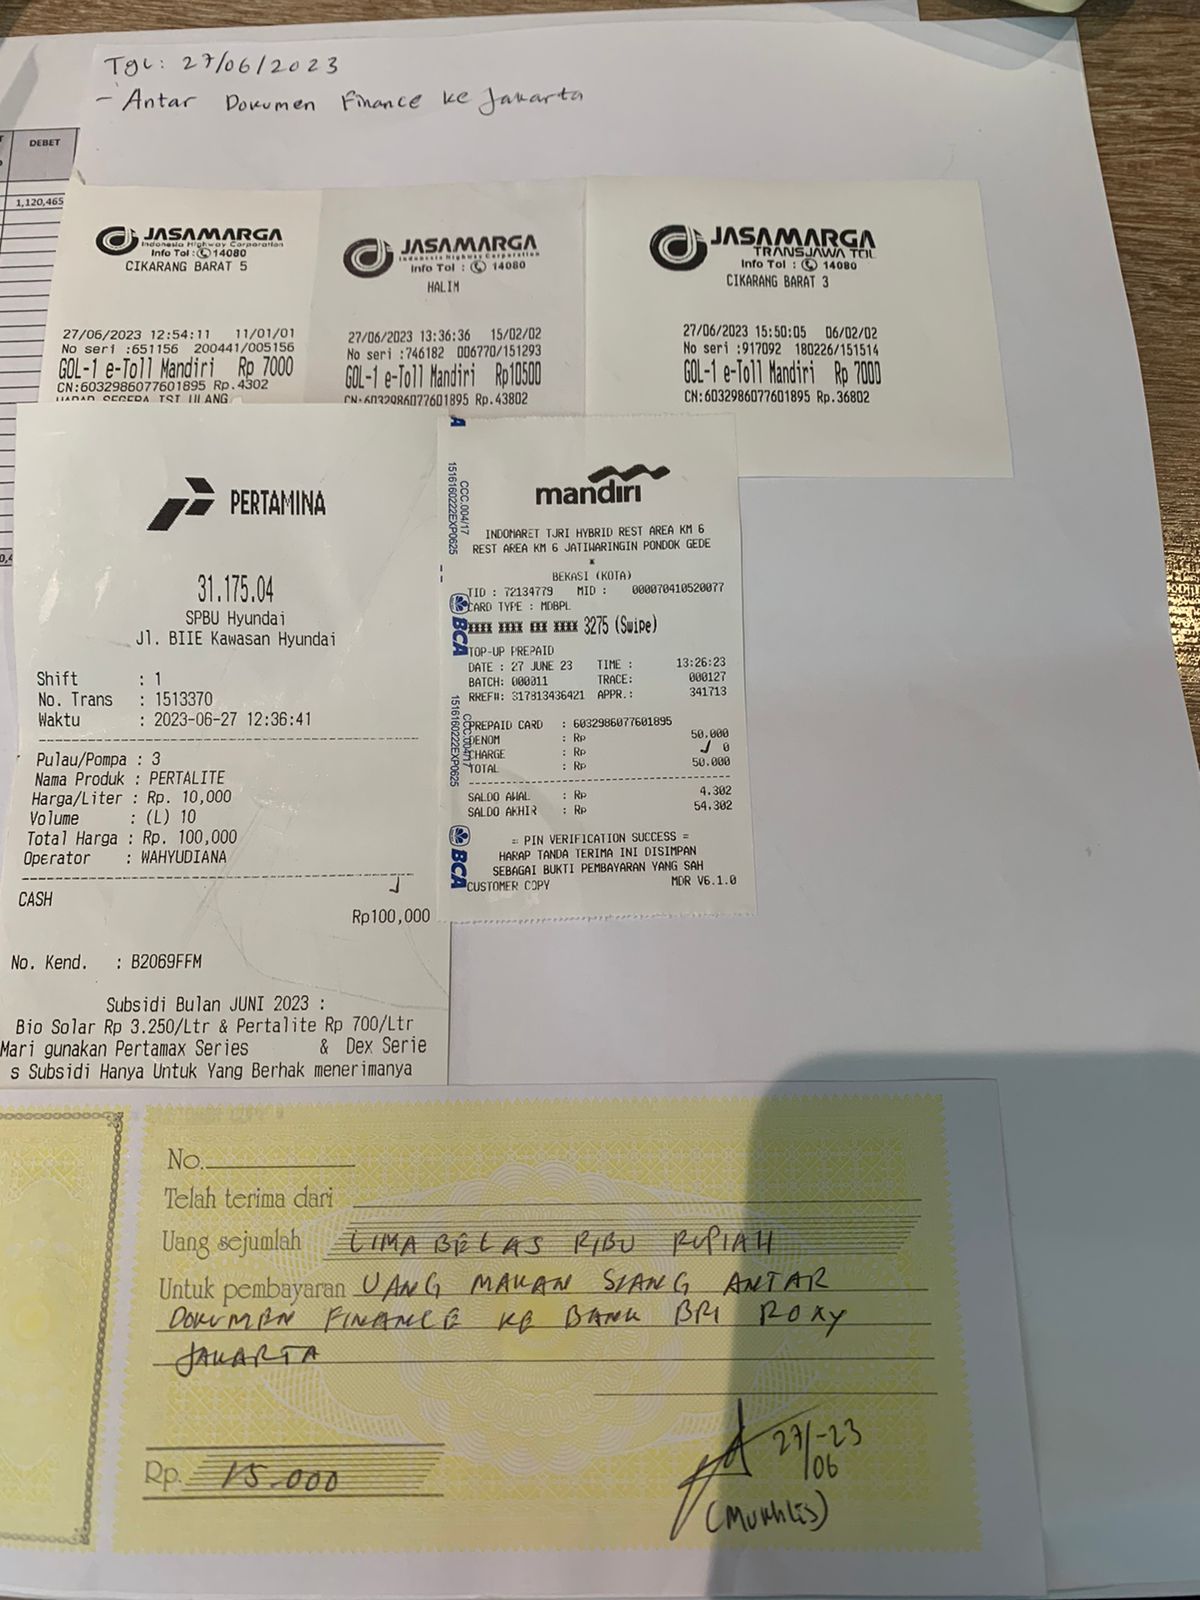 Tgl: 27/06/2023
- Antar Dokumen Finance ke Jakarta
DEBET
1,120,465
JASAMARGA
Indonesia Highway Corporation
Info Tol : 14080
CIKARANG BARAT 5
27/06/2023 12:54:11 11/01/01
No seri :651156 200441/005156
GOL-1 e-Toll Mandiri Rp 7000
CN:6032986077601895 Rp.4302
HARAP SEGERA ISI ULANG
JASAMARGA
Indonesia Highway Corporation
Info Tol : 14080
HALIM
27/06/2023 13:36:36 15/02/02
No seri :746182 006770/151293
GOL-1 e-Toll Mandiri Rp10500
CN:6032986077601895 Rp.43802
JASAMARGA
TRANSJAWA TOL
Info Tol : 14080
CIKARANG BARAT 3
27/06/2023 15:50:05 06/02/02
No seri :917092 180226/151514
GOL-1 e-Toll Mandiri Rp 7000
CN:6032986077601895 Rp.36802
PERTAMINA
31.175.04
SPBU Hyundai
Jl. BIIE Kawasan Hyundai
Shift : 1
No. Trans : 1513370
Waktu : 2023-06-27 12:36:41
Pulau/Pompa : 3
Nama Produk : PERTALITE
Harga/Liter : Rp. 10,000
Volume : (L) 10
Total Harga : Rp. 100,000
Operator : WAHYUDIANA
CASH
Rp100,000
No. Kend. : B2069FFM
Subsidi Bulan JUNI 2023 :
Bio Solar Rp 3.250/Ltr & Pertalite Rp 700/Ltr
Mari gunakan Pertamax Series & Dex Serie
s Subsidi Hanya Untuk Yang Berhak menerimanya
mandiri
INDOMARET TJRI HYBRID REST AREA KM 6
REST AREA KM 6 JATIWARINGIN PONDOK GEDE
*
BEKASI (KOTA)
TID : 72134779 MID : 000070410520077
CARD TYPE : MDBPL
xxxx xxxx xxx xxxx 3275 (Swipe)
TOP-UP PREPAID
DATE : 27 JUNE 23 TIME : 13:26:23
BATCH: 000011 TRACE: 000127
RREF#: 317813436421 APPR.: 341713
PREPAID CARD : 6032986077601895
DENOM : Rp 50.000
CHARGE : Rp 0
TOTAL : Rp 50.000
SALDO AWAL : Rp 4.302
SALDO AKHIR : Rp 54.302
= PIN VERIFICATION SUCCESS =
HARAP TANDA TERIMA INI DISIMPAN
SEBAGAI BUKTI PEMBAYARAN YANG SAH
CUSTOMER COPY MDR V6.1.0
CCC.004/17
1516160222EXP0625
BCA
CCC.004/17
1516160222EXP0625
BCA
No.
Telah terima dari
Uang sejumlah LIMA BELAS RIBU RUPIAH
Untuk pembayaran UANG MAKAN SIANG ANTAR
DOKUMEN FINANCE KE BANK BRI ROXY
JAKARTA
27/-23
06
Rp. 15.000
(Mukhlis)